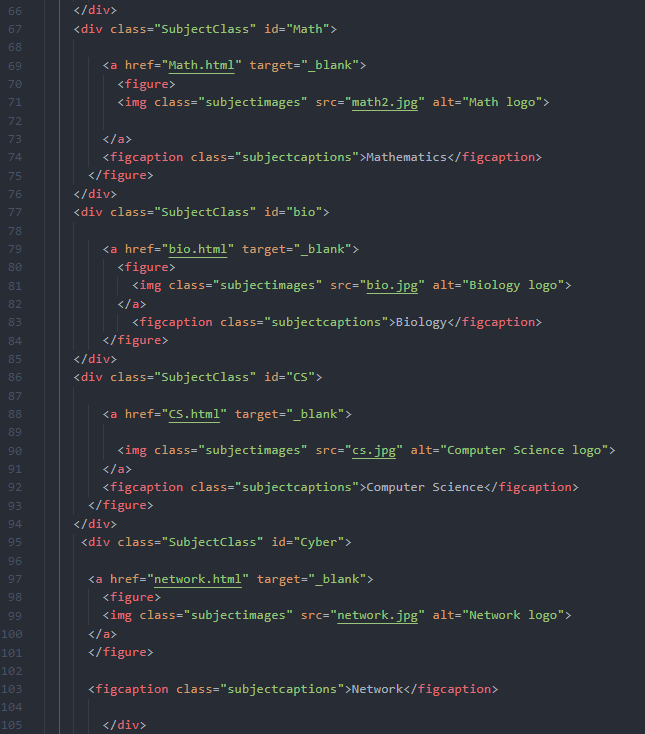 66 </div>
67 <div class="SubjectClass" id="Math">
68
69 <a href="Math.html" target="_blank">
70 <figure>
71 <img class="subjectimages" src="math2.jpg" alt="Math logo">
72
73 </a>
74 <figcaption class="subjectcaptions">Mathematics</figcaption>
75 </figure>
76 </div>
77 <div class="SubjectClass" id="bio">
78
79 <a href="bio.html" target="_blank">
80 <figure>
81 <img class="subjectimages" src="bio.jpg" alt="Biology logo">
82 </a>
83 <figcaption class="subjectcaptions">Biology</figcaption>
84 </figure>
85 </div>
86 <div class="SubjectClass" id="CS">
87
88 <a href="CS.html" target="_blank">
89
90 <img class="subjectimages" src="cs.jpg" alt="Computer Science logo">
91 </a>
92 <figcaption class="subjectcaptions">Computer Science</figcaption>
93 </figure>
94 </div>
95 <div class="SubjectClass" id="Cyber">
96
97 <a href="network.html" target="_blank">
98 <figure>
99 <img class="subjectimages" src="network.jpg" alt="Network logo">
100 </a>
101 </figure>
102
103 <figcaption class="subjectcaptions">Network</figcaption>
104
105 </div>